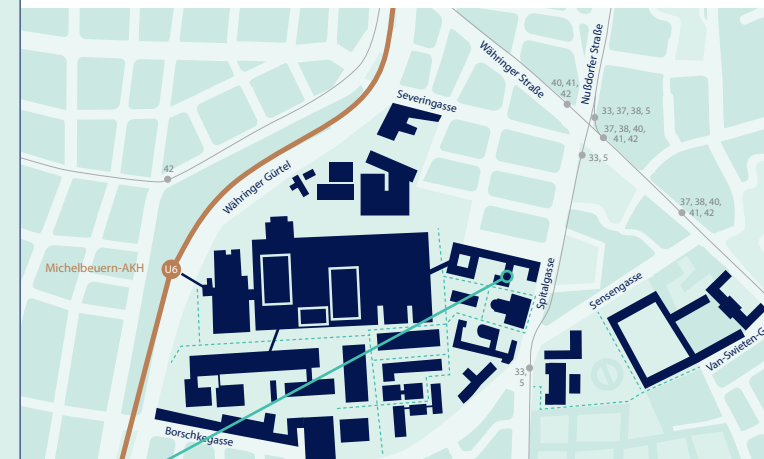 Währinger Straße
Nußdorfer Straße
40, 41,
42
Severingasse
33, 37, 38, 5
37, 38, 40,
41, 42
33, 5
42
Währinger Gürtel
37, 38, 40,
41, 42
Michelbeuern-AKH
U6
Spitalgasse
Sensengasse
Van-Swieten-G
33,
5
Borschkegasse